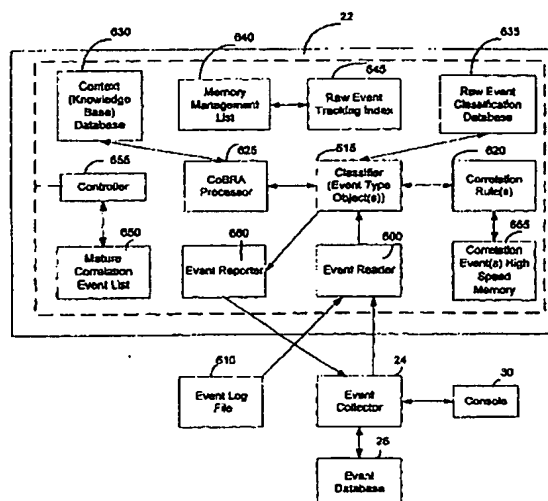 22
630
640
645
635
Context
(Knowledge
Base)
Database
Memory
Management
List
Raw Event
Tracking Index
Raw Event
Classification
Database
655
625
515
620
Controller
CoBRA
Processor
Classifier
(Event Type
Object(s))
Correlation
Rule(s)
650
660
600
665
Mature
Correlation
Event List
Event Reporter
Event Reader
Correlation
Event(s) High
Speed
Memory
610
24
30
Event Log
File
Event
Collector
Console
26
Event
Database